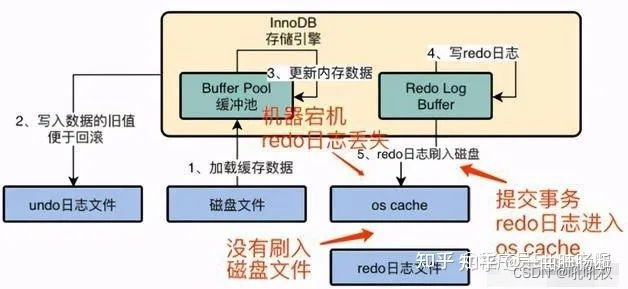 InnoDB
存储引擎
4、写redo日志
3、更新内存数据
Buffer Pool
缓冲池
Redo Log
Buffer
2、写入数据的旧值
便于回滚
机器宕机
redo日志丢失
5、redo日志刷入磁盘
1、加载缓存数据
undo日志文件
磁盘文件
os cache
提交事务
redo日志进入
os cache
没有刷入
磁盘文件
redo日志文件
知乎
CSDN @吼吼权